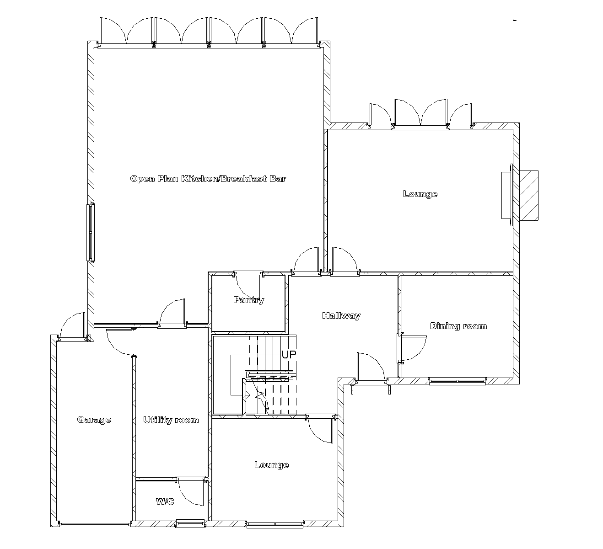 Open Plan Kitchen/Breakfast Bar
Lounge
Pantry
Hallway
Dining room
UP
Garage
Utility room
Lounge
WC